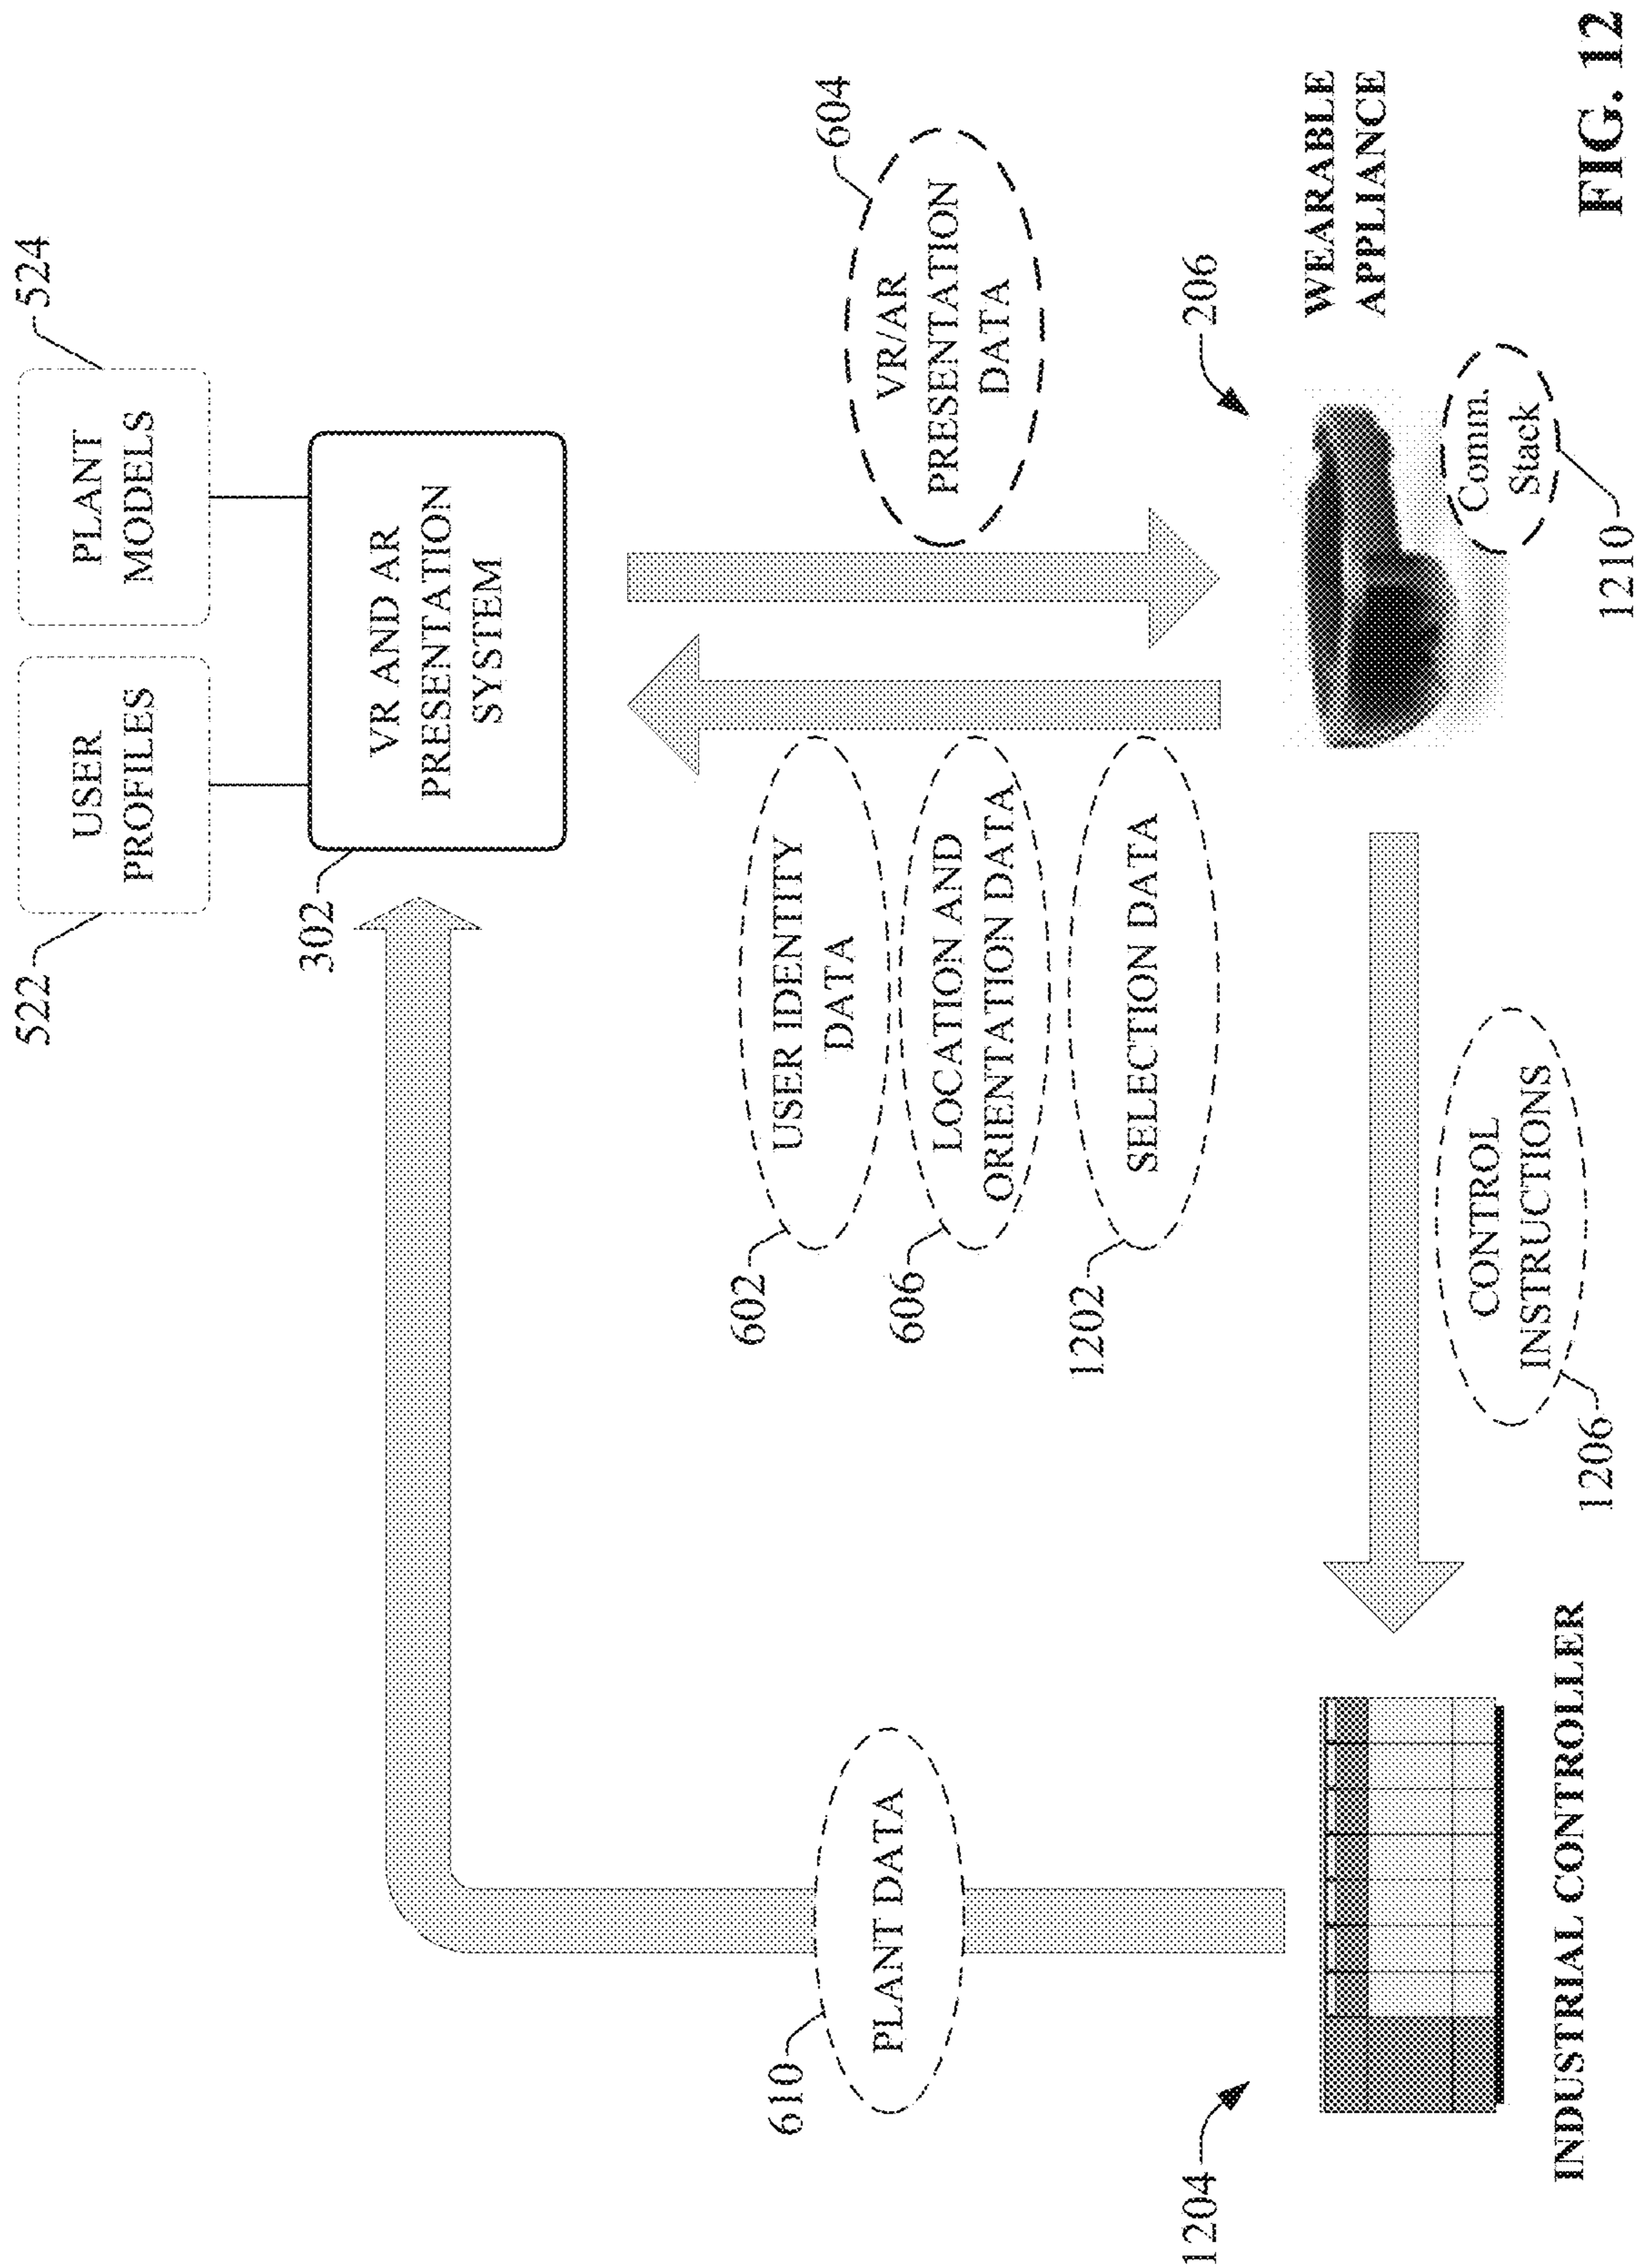 522
USER
PROFILES
PLANT
MODELS
524
302
VR AND AR
PRESENTATION
SYSTEM
610
PLANT DATA
602
USER IDENTITY
DATA
606
LOCATION AND
ORIENTATION DATA
1202
SELECTION DATA
604
VR/AR
PRESENTATION
DATA
1204
206
INDUSTRIAL CONTROLLER
1206
CONTROL
INSTRUCTIONS
Comm.
Stack
1210
WEARABLE
APPLIANCE
FIG. 12